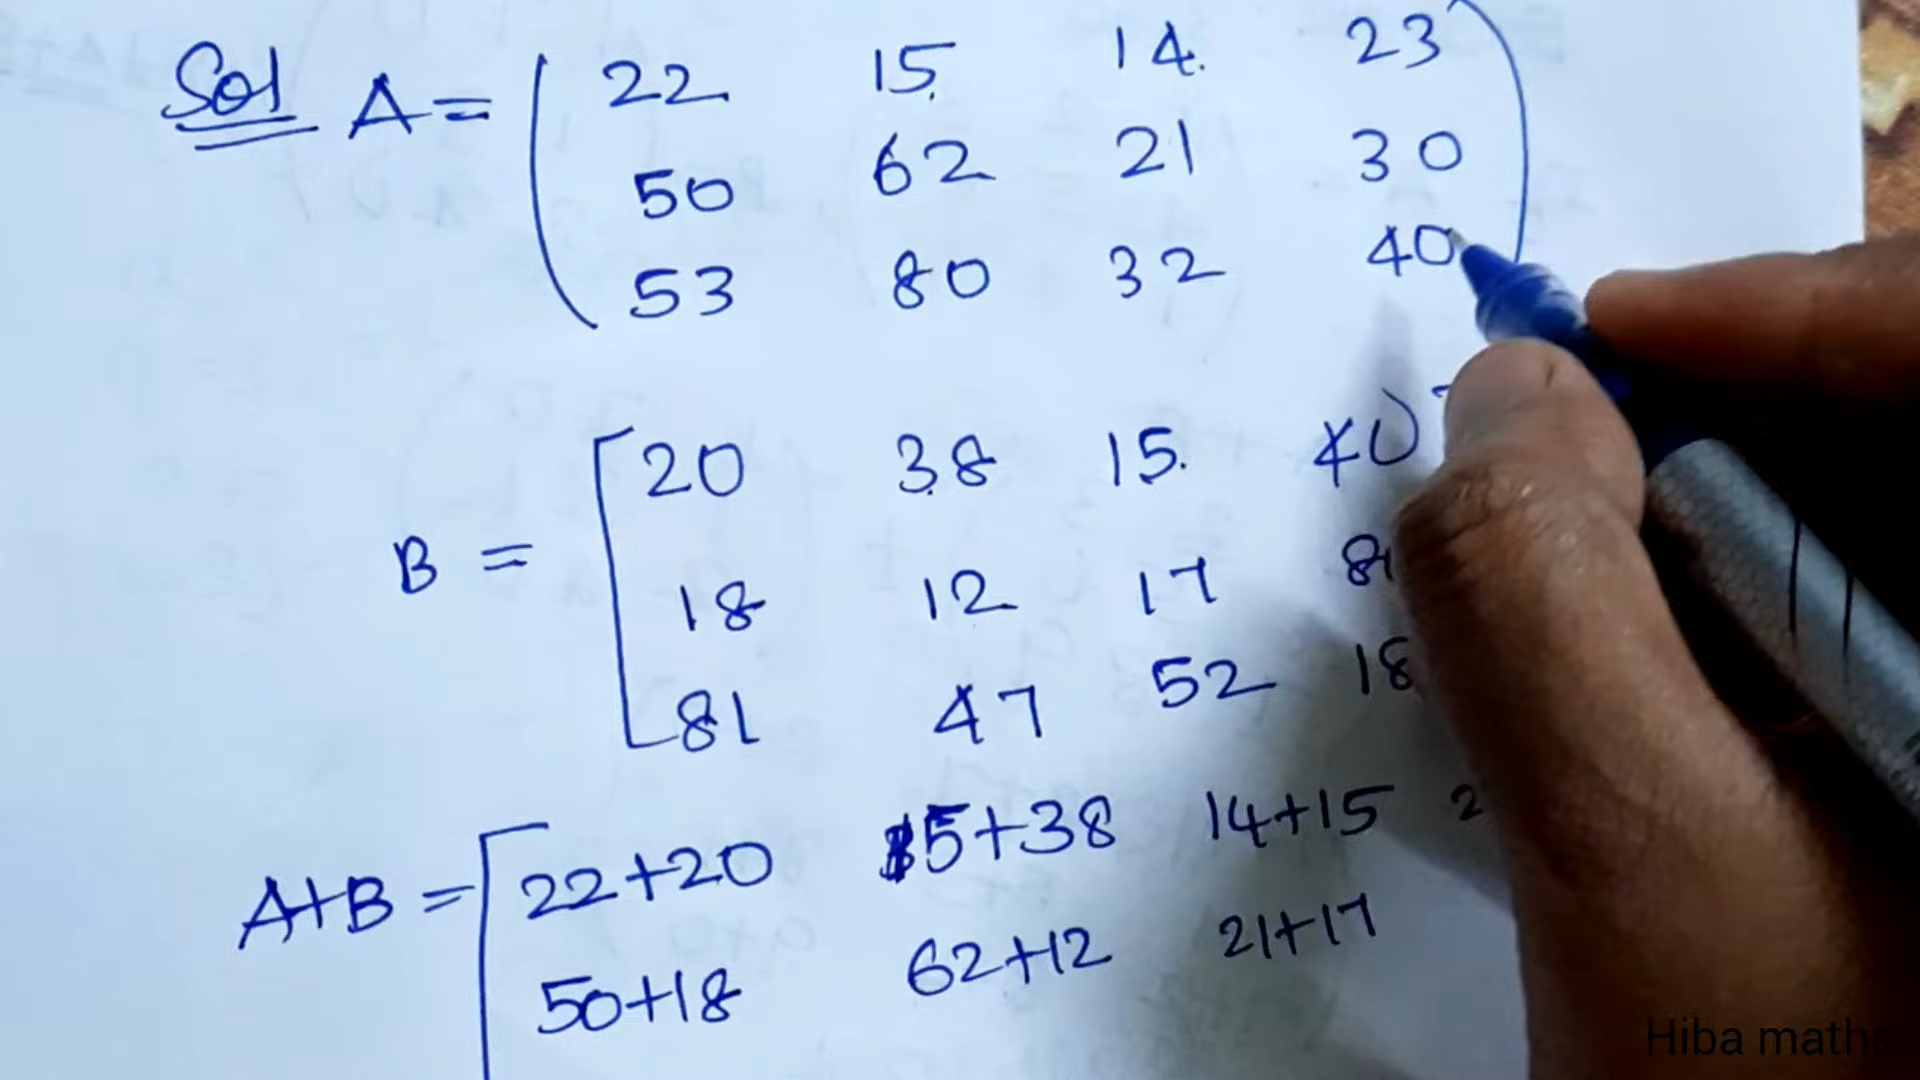 Sol A = 22 15 14 23
50 62 21 30
53 80 32 40
20 38 15 40
B =
18 12 17
81 47 52 18
A+B = 22+20 15+38 14+15 2
50+18 62+12 21+17
Hiba maths